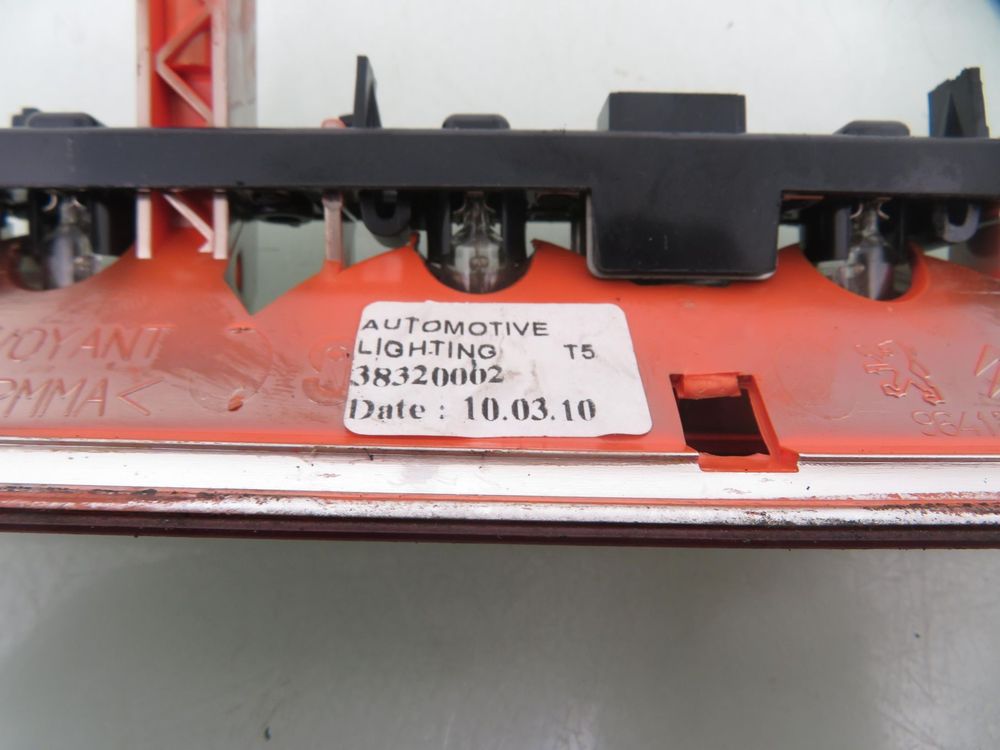 AUTOMOTIVE
LIGHTING T5
38320002
Date : 10.03.10
VOYANT
PMMA<